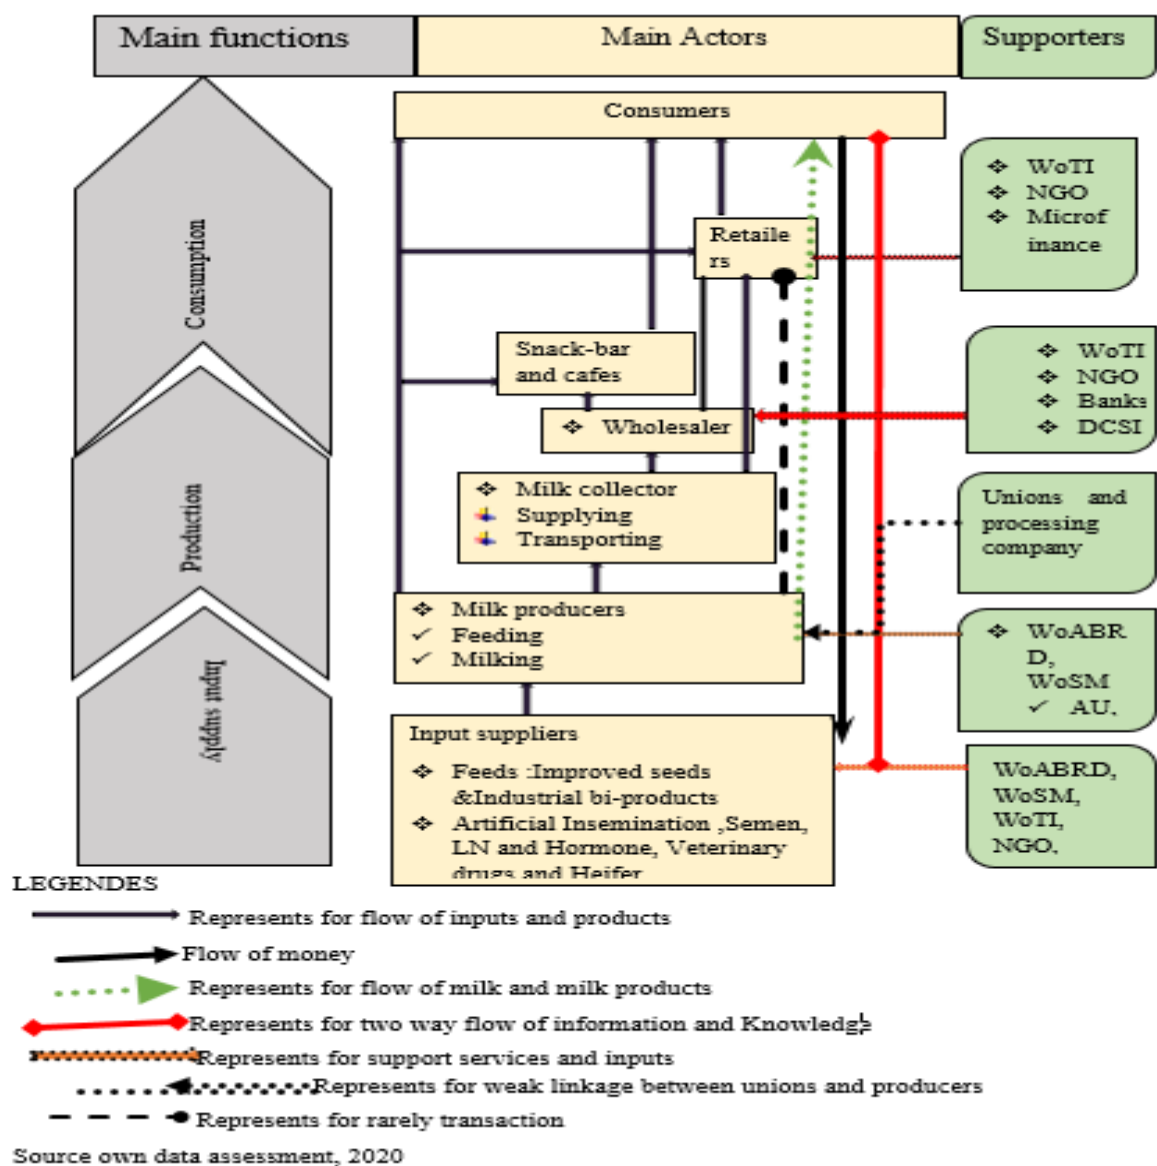 Main functions
Main Actors
Supporters
Consumers
WoTI
NGO
Microf
inance
Retaile
rs
Consumption
Snack-bar
and cafes
WoTI
NGO
Banks
DCSI
Wholesaler
Milk collector
Supplying
Transporting
Unions and
processing
company
Production
Milk producers
Feeding
Milking
WoABR
D,
WoSM
AU,
Input supply
Input suppliers
Feeds :Improved seeds
&Industrial bi-products
Artificial Insemination ,Semen,
LN and Hormone, Veterinary
drugs and Heifer
WoABRD,
WoSM,
WoTI,
NGO,
LEGENDES
Represents for flow of inputs and products
Flow of money
Represents for flow of milk and milk products
Represents for two way flow of information and Knowledge
Represents for support services and inputs
Represents for weak linkage between unions and producers
Represents for rarely transaction
Source own data assessment, 2020